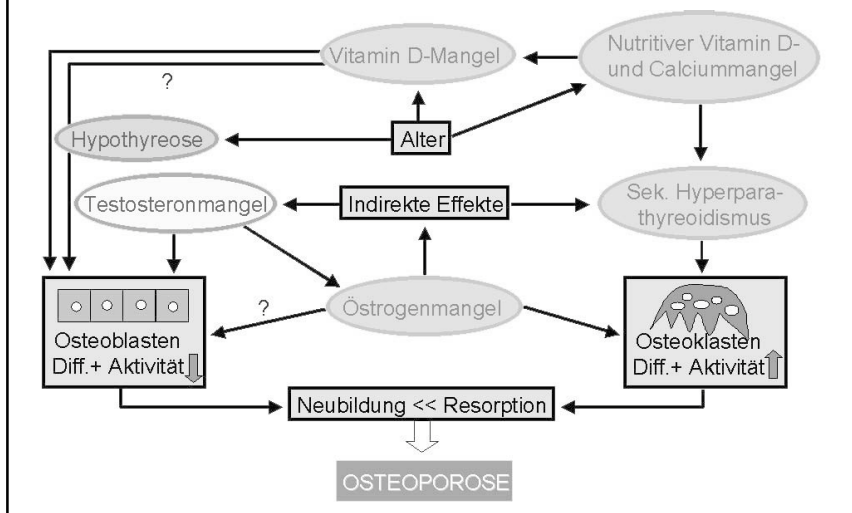 Nutritiver Vitamin D-
und Calciummangel
Vitamin D-Mangel
?
Hypothyreose
Alter
Testosteronmangel
Indirekte Effekte
Sek. Hyperpara-
thyreoidismus
?
Östrogenmangel
Osteoblasten
Diff.+ Aktivität
Osteoklasten
Diff.+ Aktivität
Neubildung << Resorption
OSTEOPOROSE